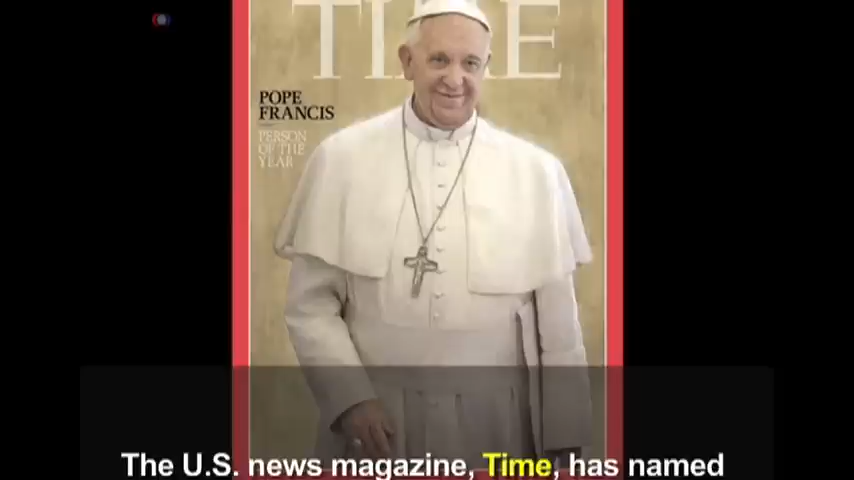 TIME
POPE
FRANCIS
PERSON
OF THE
YEAR
The U.S. news magazine, Time, has named